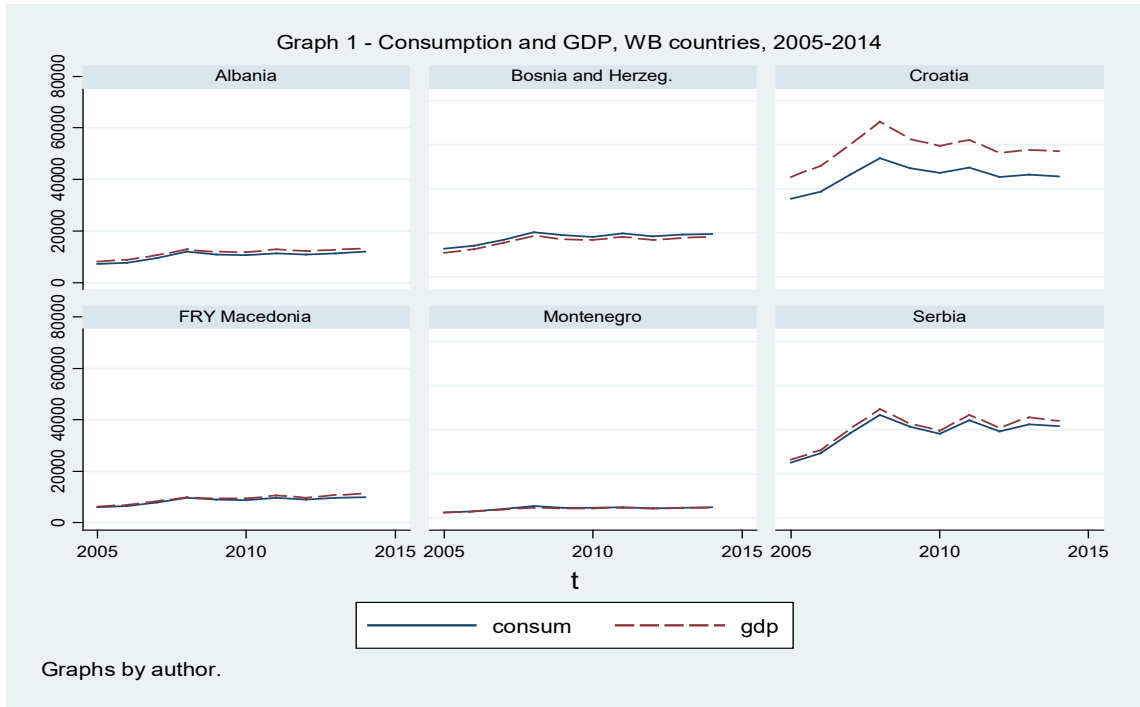 Graph 1 - Consumption and GDP, WB countries, 2005-2014
Albania
Bosnia and Herzeg.
Croatia
80000
60000
40000
20000
0
FRY Macedonia
Montenegro
Serbia
80000
60000
40000
20000
0
2005 2010 2015
2005 2010 2015
2005 2010 2015
t
consum gdp
Graphs by author.